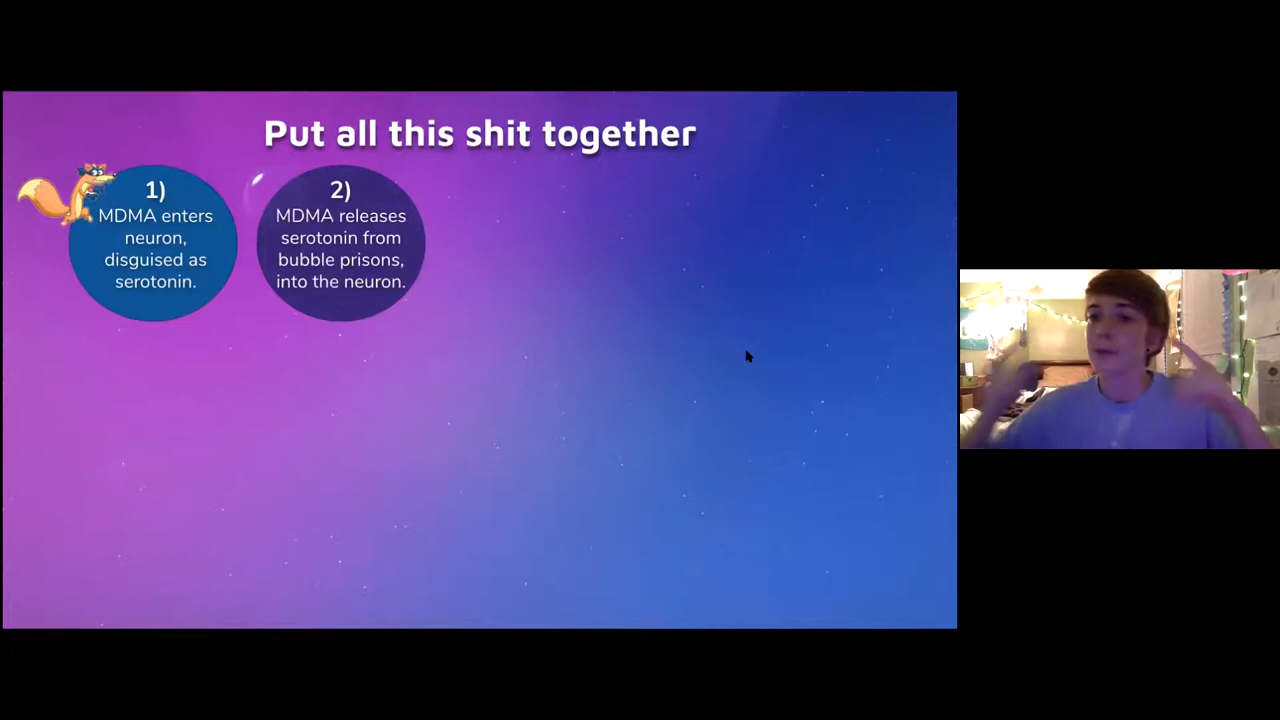 Put all this shit together
1)
MDMA enters
neuron,
disguised as
serotonin.
2)
MDMA releases
serotonin from
bubble prisons,
into the neuron.